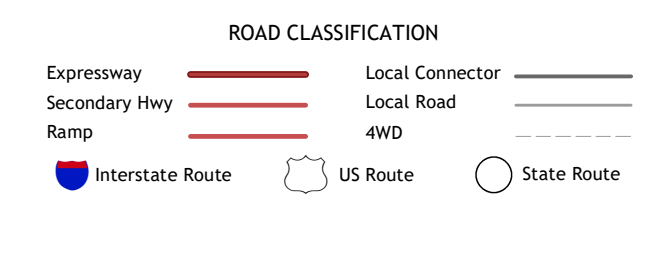 ROAD CLASSIFICATION
Expressway
Secondary Hwy
Ramp
Local Connector
Local Road
4WD
Interstate Route
US Route
State Route